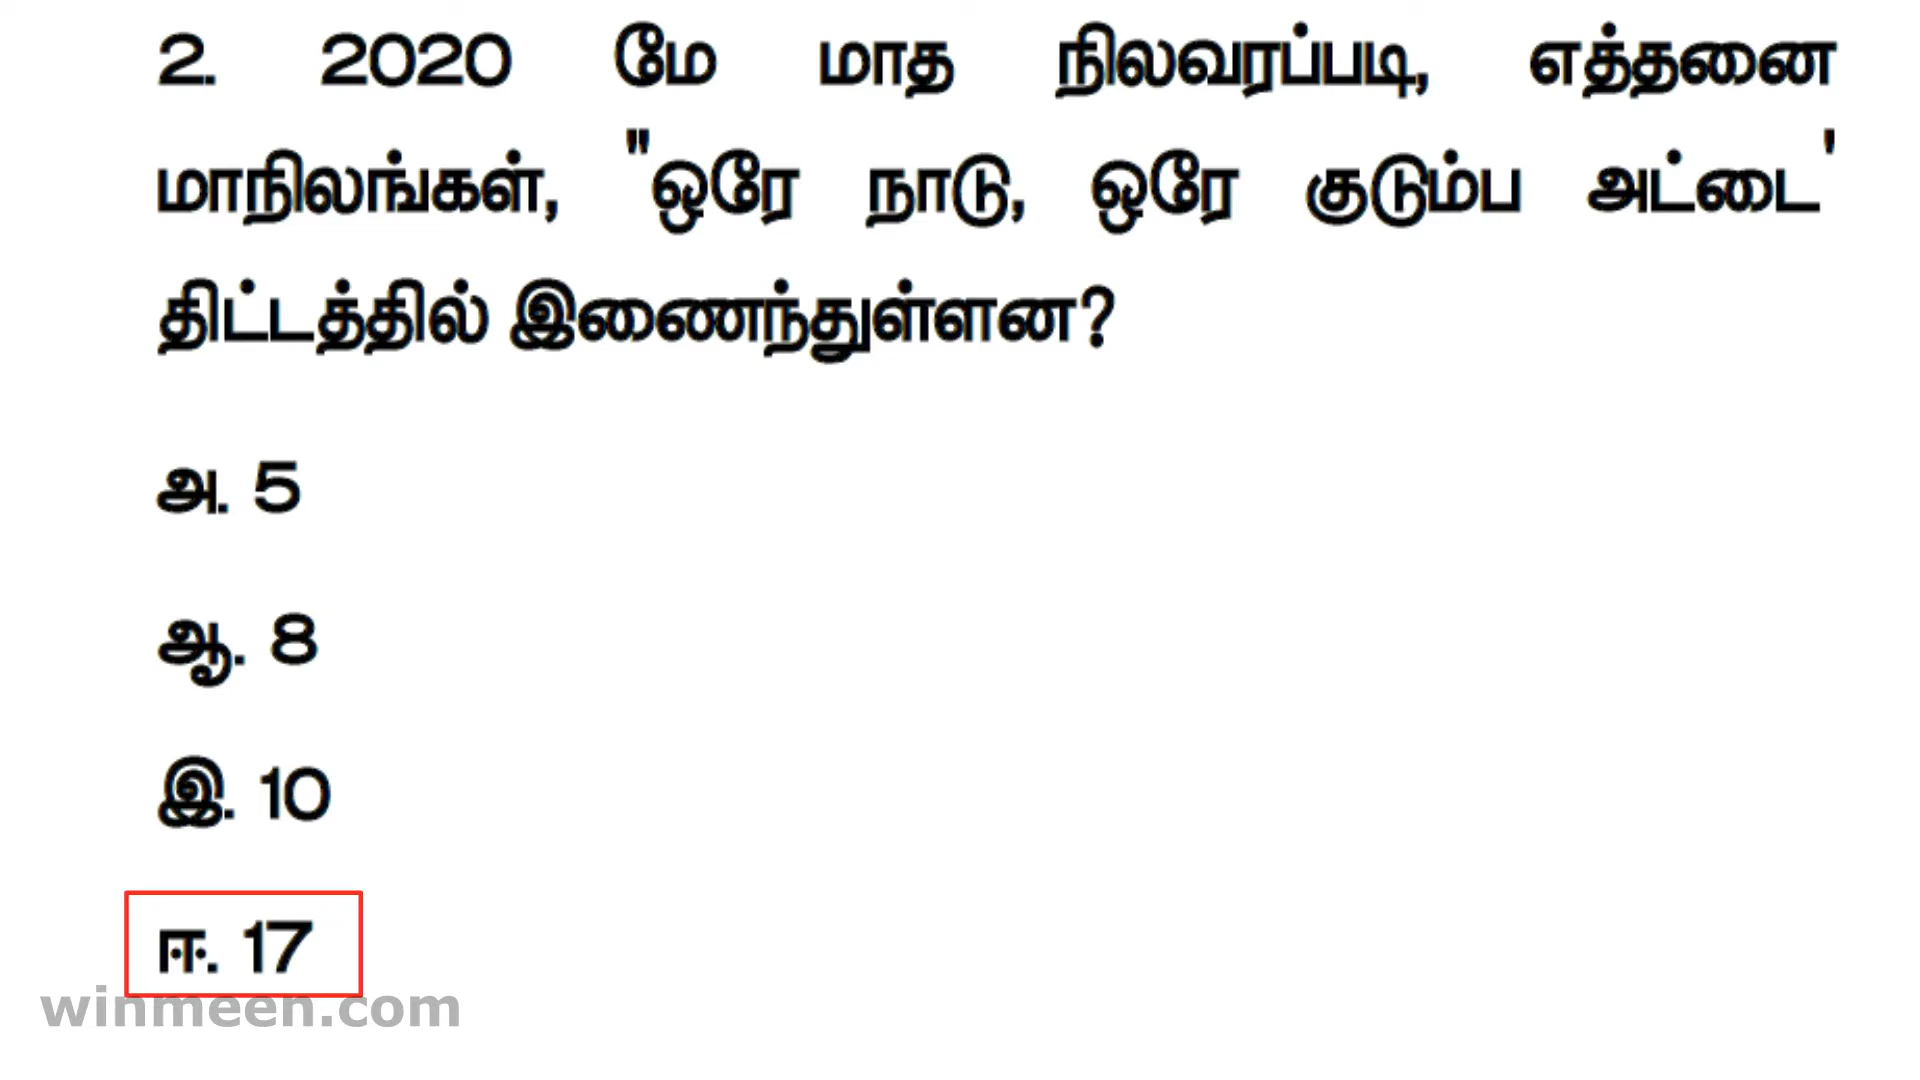 2. 2020 மே மாத நிலவரப்படி, எத்தனை
மாநிலங்கள், "ஒரே நாடு, ஒரே குடும்ப அட்டை'
திட்டத்தில் இணைந்துள்ளன?
அ. 5
ஆ. 8
இ. 10
ஈ. 17
winmeen.com